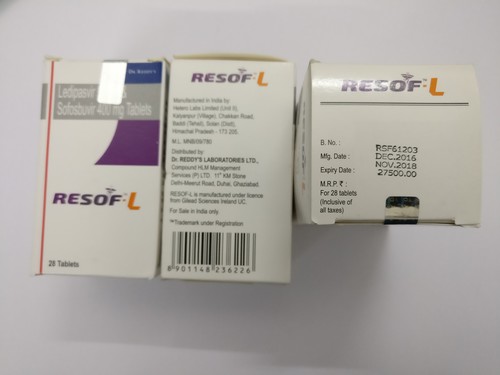 DR. REDDY'S
Ledipasvir
Sofosbuvir 400 mg Tablets
RESOF-L
28 Tablets
RESOF-L
Manufactured in India by
Hetero Labs Limited (Unit II),
Kalyanpur (Village), Chakkan Road,
Baddi (Tehsil), Solan (Distt),
Himachal Pradesh - 173 205.
M.L. MNB/09/780
Distributed by:
Dr. REDDY'S LABORATORIES LTD.,
Compound HLM Management
Services (P) LTD. 11" KM Stone
Delhi-Meerut Road, Duhai, Ghaziabad.
RESOF-L is manufactured under licence
from Gilead Sciences Ireland UC.
For Sale in India only.
"Trademark under Registration
8 901148 236226
RESOF-L
B. No. : RSF61203
Mfg. Date : DEC.2016
Expiry Date : NOV.2018
M.R.P. ₹ : 27500.00
For 28 tablets
(Inclusive of
all taxes)